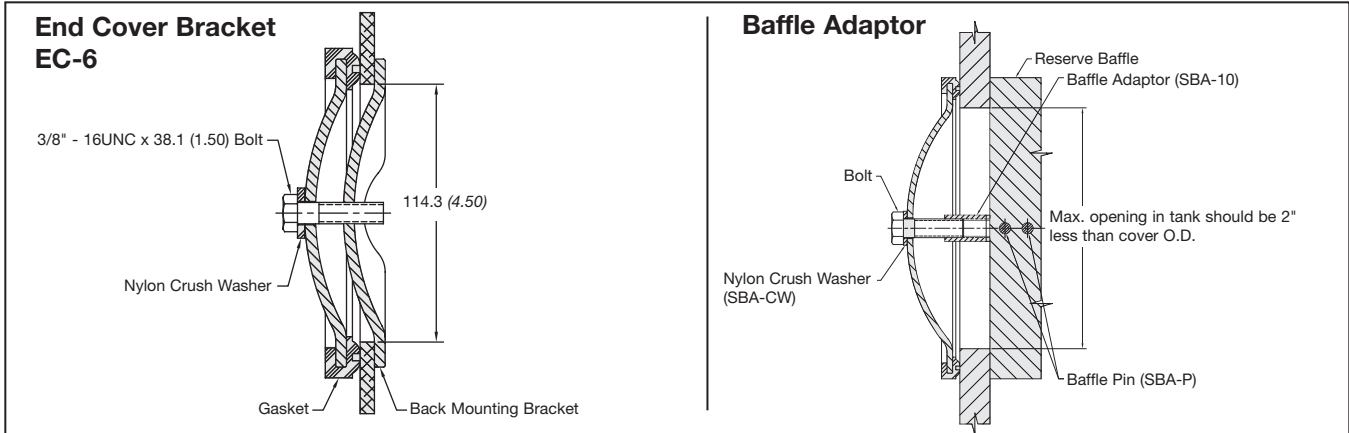 End Cover Bracket
EC-6
3/8" - 16UNC x 38.1 (1.50) Bolt
114.3 (4.50)
Nylon Crush Washer
Gasket
Back Mounting Bracket
Baffle Adaptor
Reserve Baffle
Baffle Adaptor (SBA-10)
Bolt
Max. opening in tank should be 2"
less than cover O.D.
Nylon Crush Washer
(SBA-CW)
Baffle Pin (SBA-P)